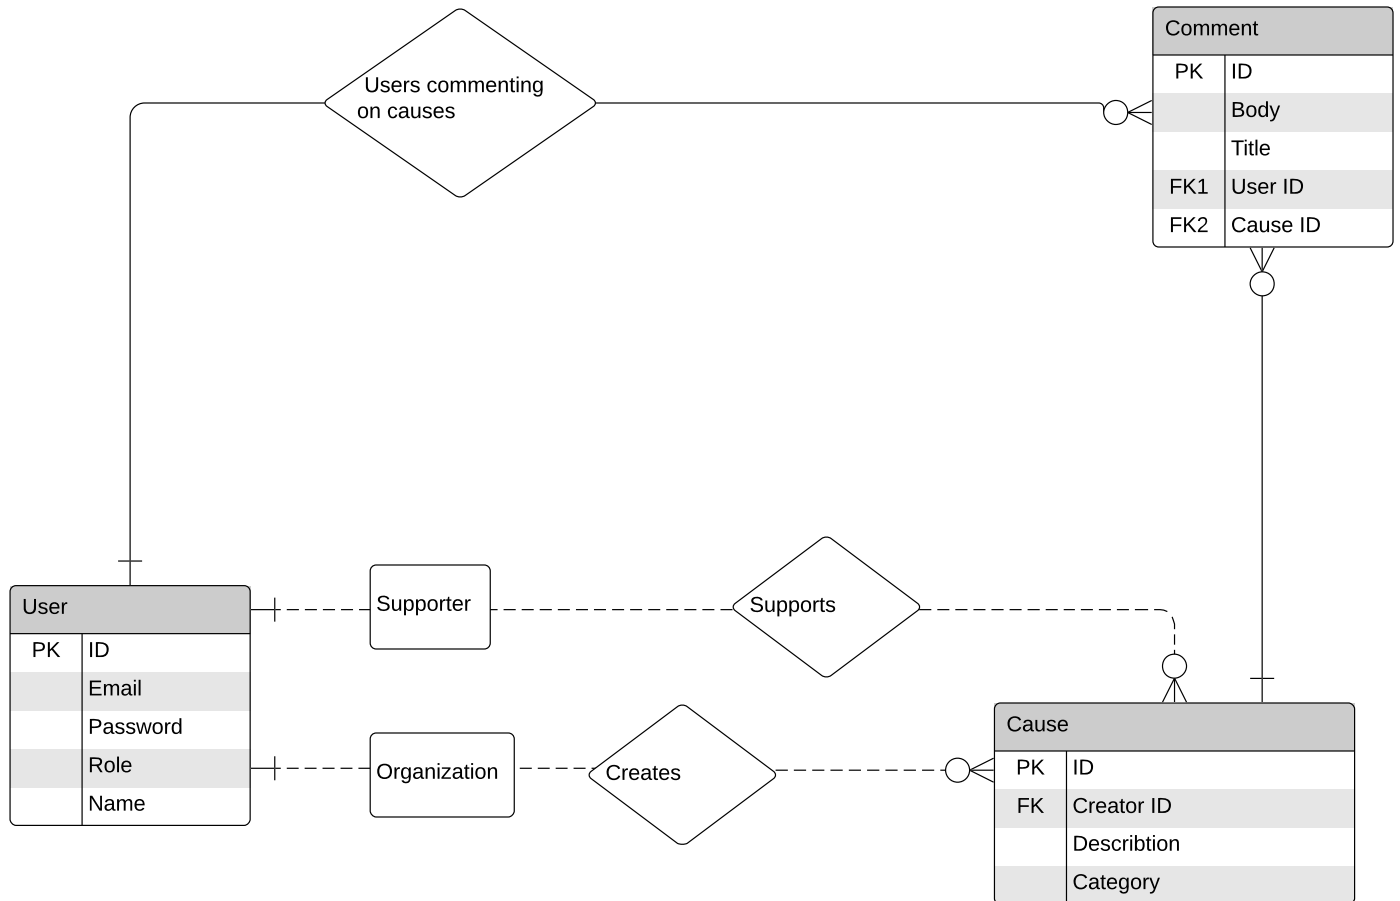 Users commenting
on causes
Comment
PK ID
Body
Title
FK1 User ID
FK2 Cause ID
Supporter
Supports
User
PK ID
Email
Password
Role
Name
Organization
Creates
Cause
PK ID
FK Creator ID
Describtion
Category